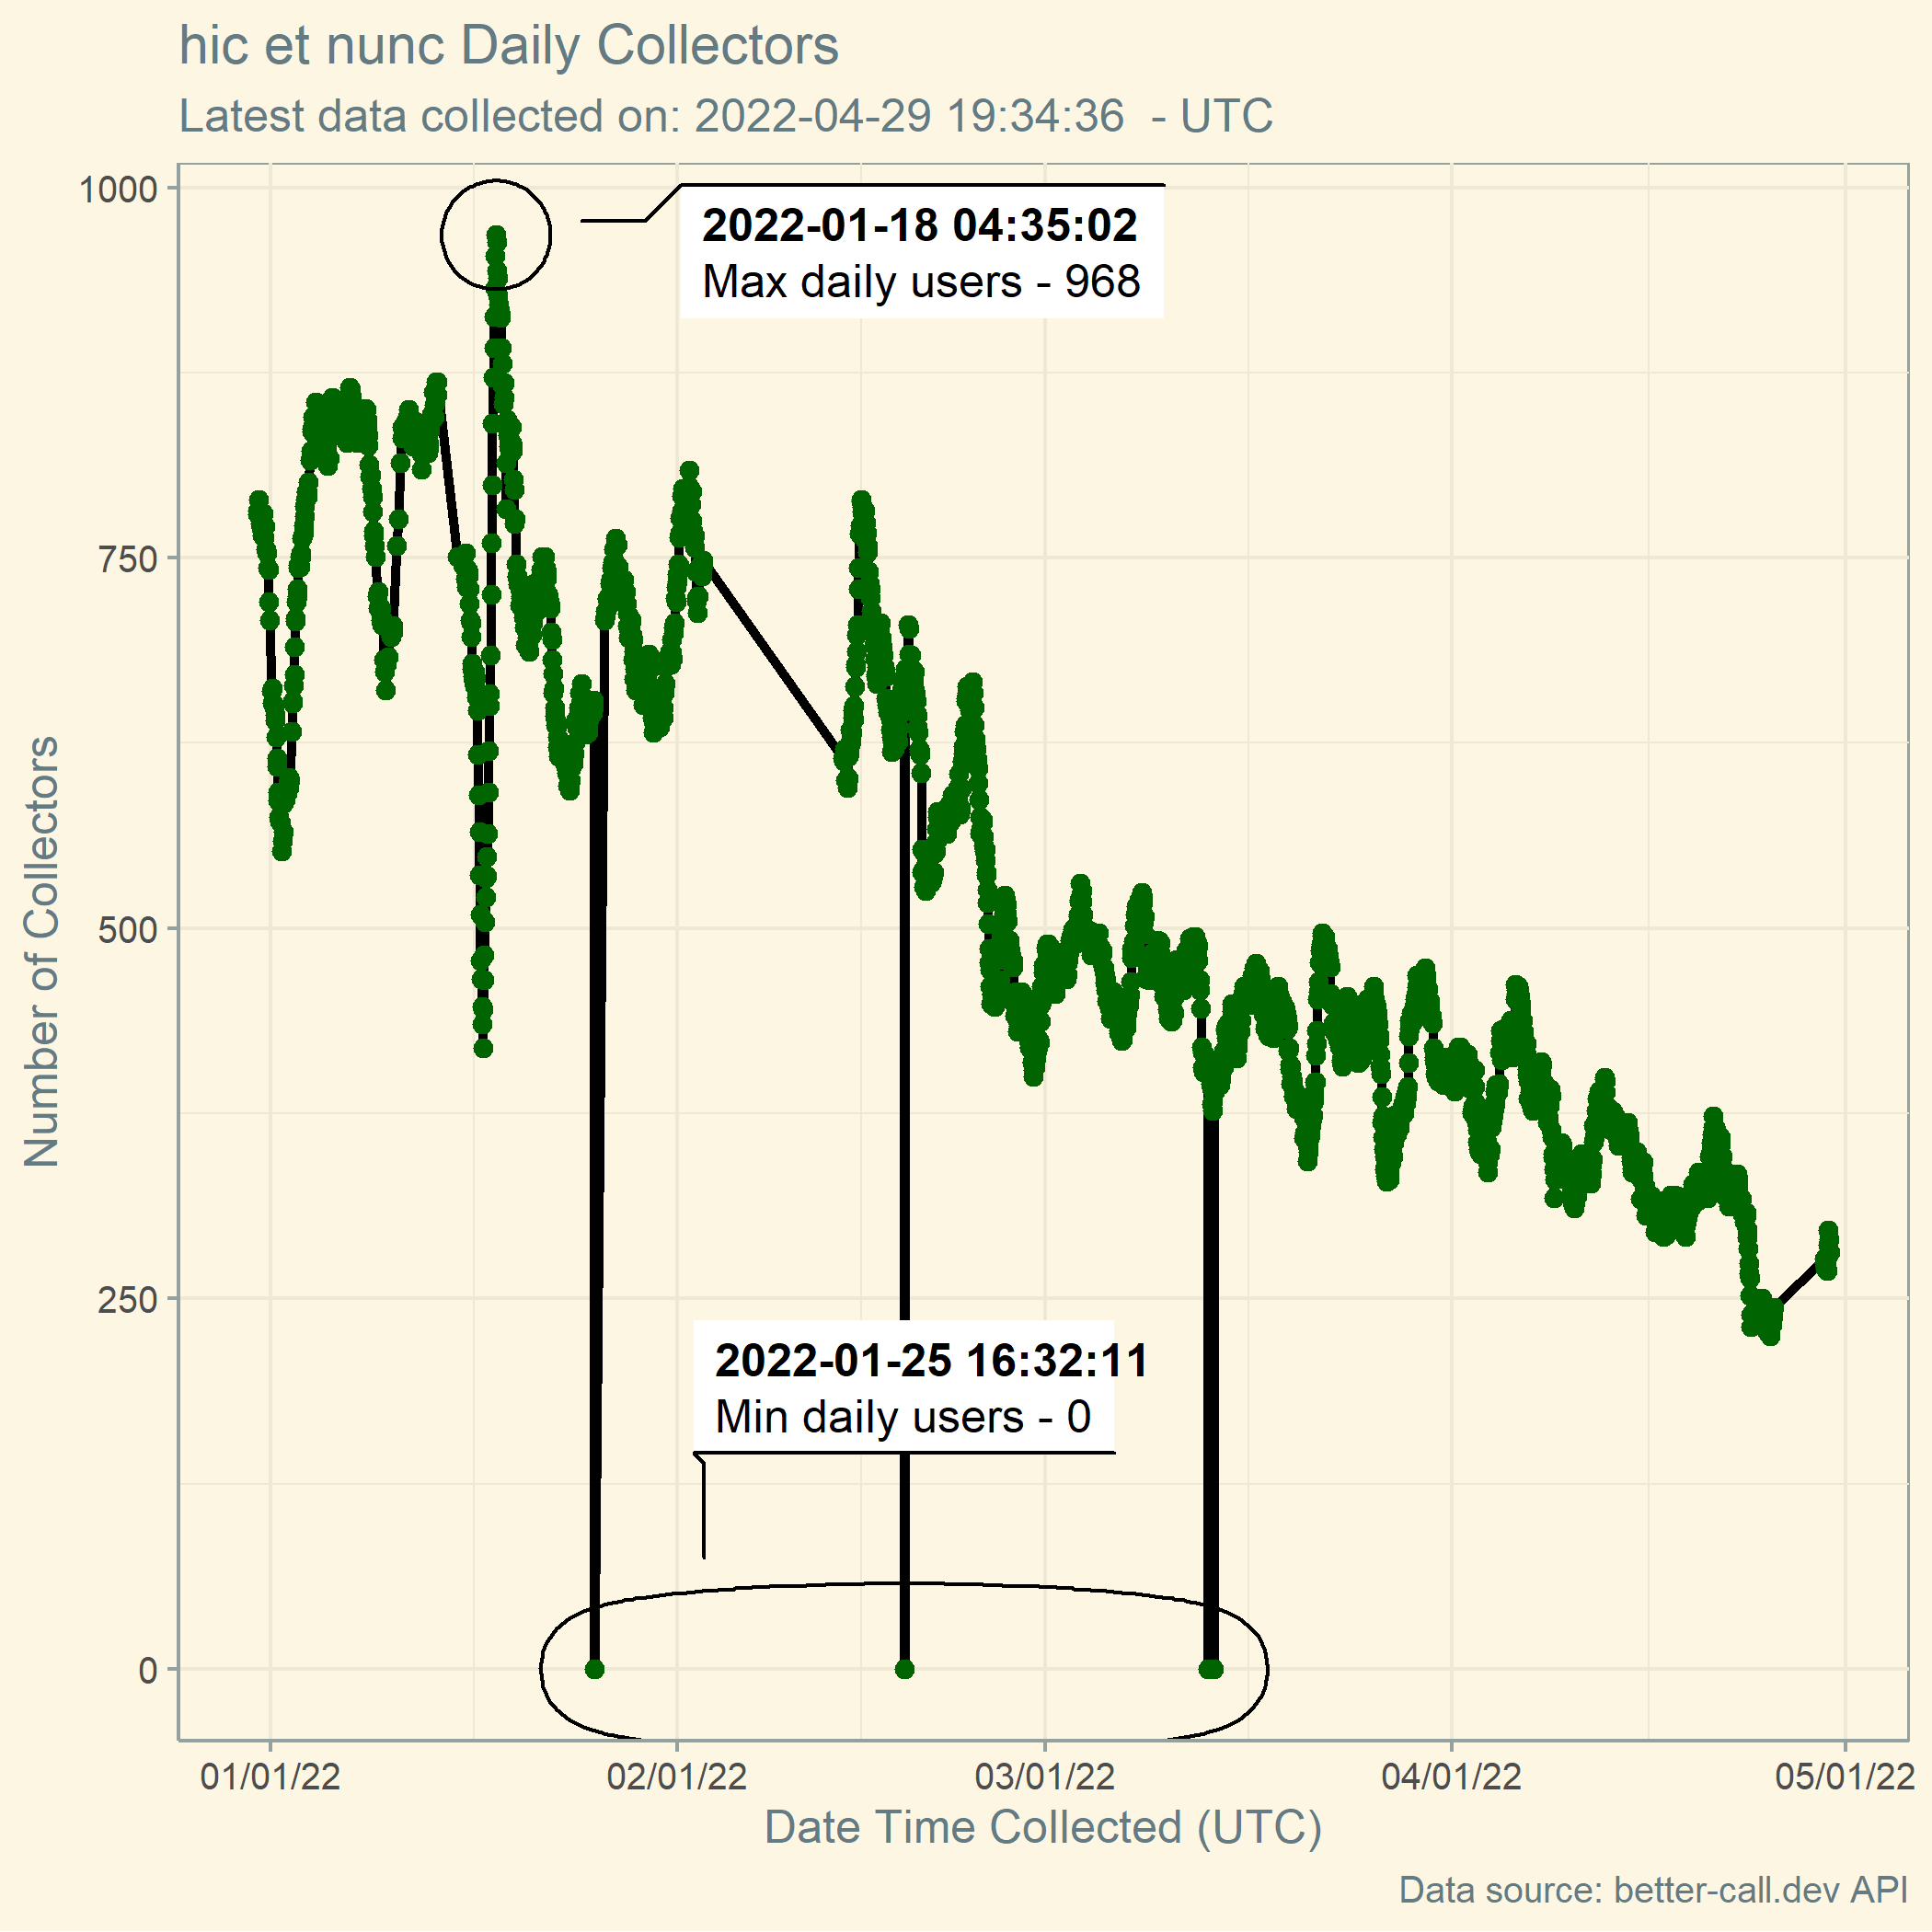 hic et nunc Daily Collectors
Latest data collected on: 2022-04-29 19:34:36  - UTC
1000
2022-01-18 04:35:02
Max daily users - 968
750
Number of Collectors
500
250
2022-01-25 16:32:11
Min daily users - 0
0
01/01/22 02/01/22 03/01/22 04/01/22 05/01/22
Date Time Collected (UTC)
Data source: better-call.dev API